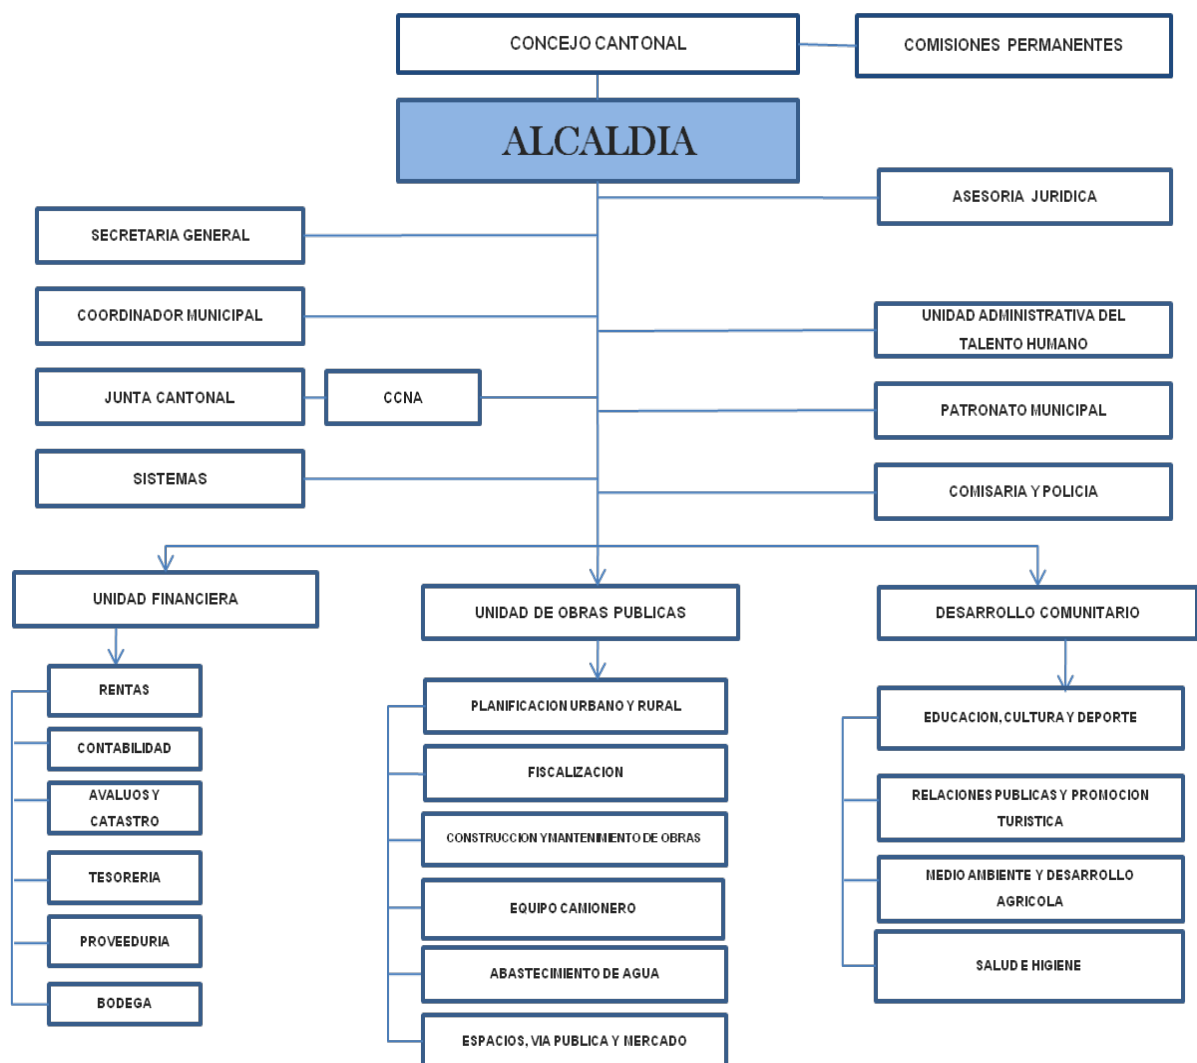 CONCEJO CANTONAL
COMISIONES PERMANENTES
ALCALDIA
ASESORIA JURIDICA
SECRETARIA GENERAL
COORDINADOR MUNICIPAL
UNIDAD ADMINISTRATIVA DEL
TALENTO HUMANO
JUNTA CANTONAL
CCNA
PATRONATO MUNICIPAL
SISTEMAS
COMISARIA Y POLICIA
UNIDAD FINANCIERA
UNIDAD DE OBRAS PUBLICAS
DESARROLLO COMUNITARIO
RENTAS
CONTABILIDAD
AVALUOS Y
CATASTRO
TESORERIA
PROVEEDURIA
BODEGA
PLANIFICACION URBANO Y RURAL
FISCALIZACION
CONSTRUCCION Y MANTENIMIENTO DE OBRAS
EQUIPO CAMIONERO
ABASTECIMIENTO DE AGUA
ESPACIOS, VIA PUBLICA Y MERCADO
EDUCACION, CULTURA Y DEPORTE
RELACIONES PUBLICAS Y PROMOCION
TURISTICA
MEDIO AMBIENTE Y DESARROLLO
AGRICOLA
SALUD E HIGIENE